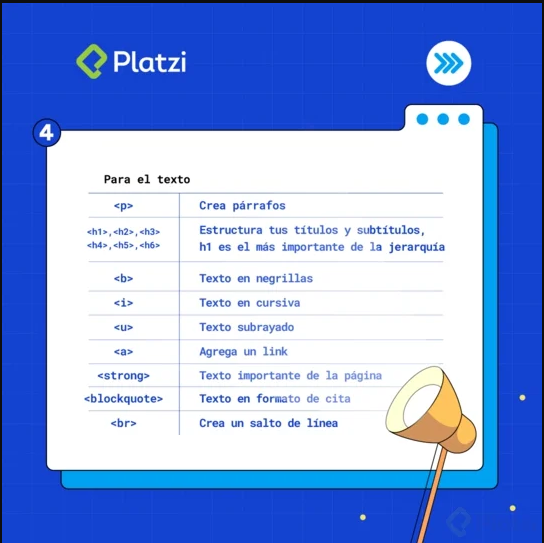 Platzi
4
Para el texto
<p> Crea párrafos
<h1>,<h2>,<h3>
<h4>,<h5>,<h6>
Estructura tus títulos y subtítulos,
h1 es el más importante de la jerarquía
<b> Texto en negrillas
<i> Texto en cursiva
<u> Texto subrayado
<a> Agrega un link
<strong> Texto importante de la página
<blockquote> Texto en formato de cita
<br> Crea un salto de línea